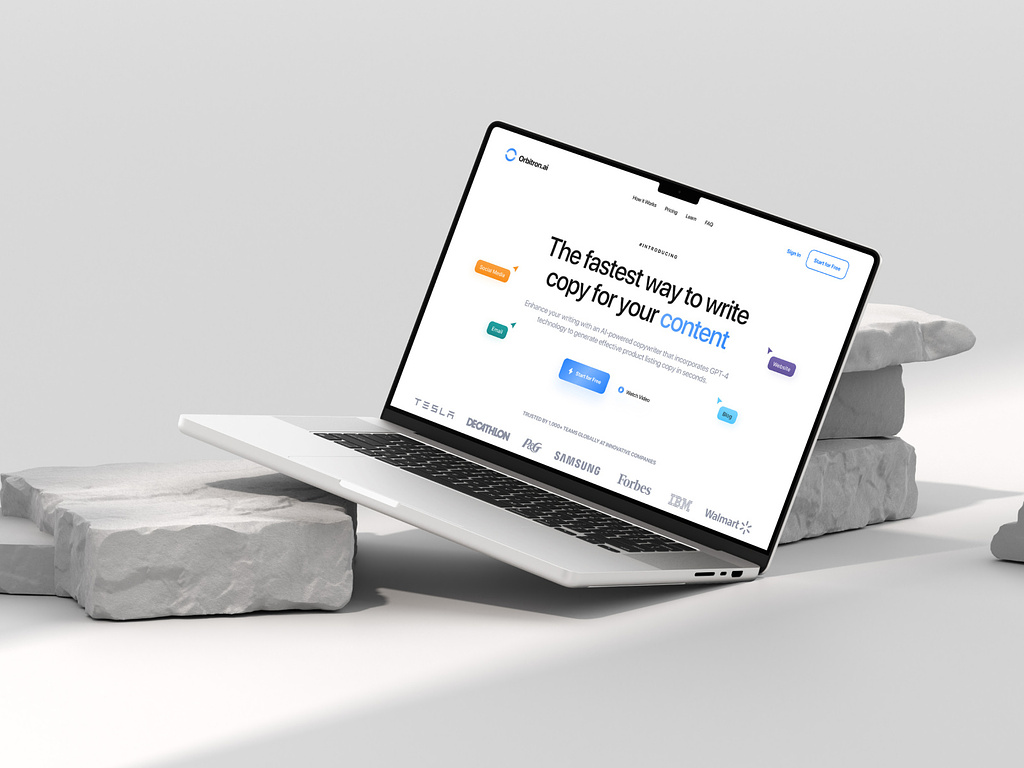 Orbitron.ai
How it Works Pricing Learn FAQ
Sign in Start for Free
#INTRODUCING
The fastest way to write
copy for your content
Enhance your writing with an AI-powered copywriter that incorporates GPT-4
technology to generate effective product listing copy in seconds.
Start for Free Watch Video
Social Media
Email
Website
Blog
TRUSTED BY 1,000+ TEAMS GLOBALLY AT INNOVATIVE COMPANIES
TESLA DECATHLON P&G SAMSUNG Forbes IBM Walmart